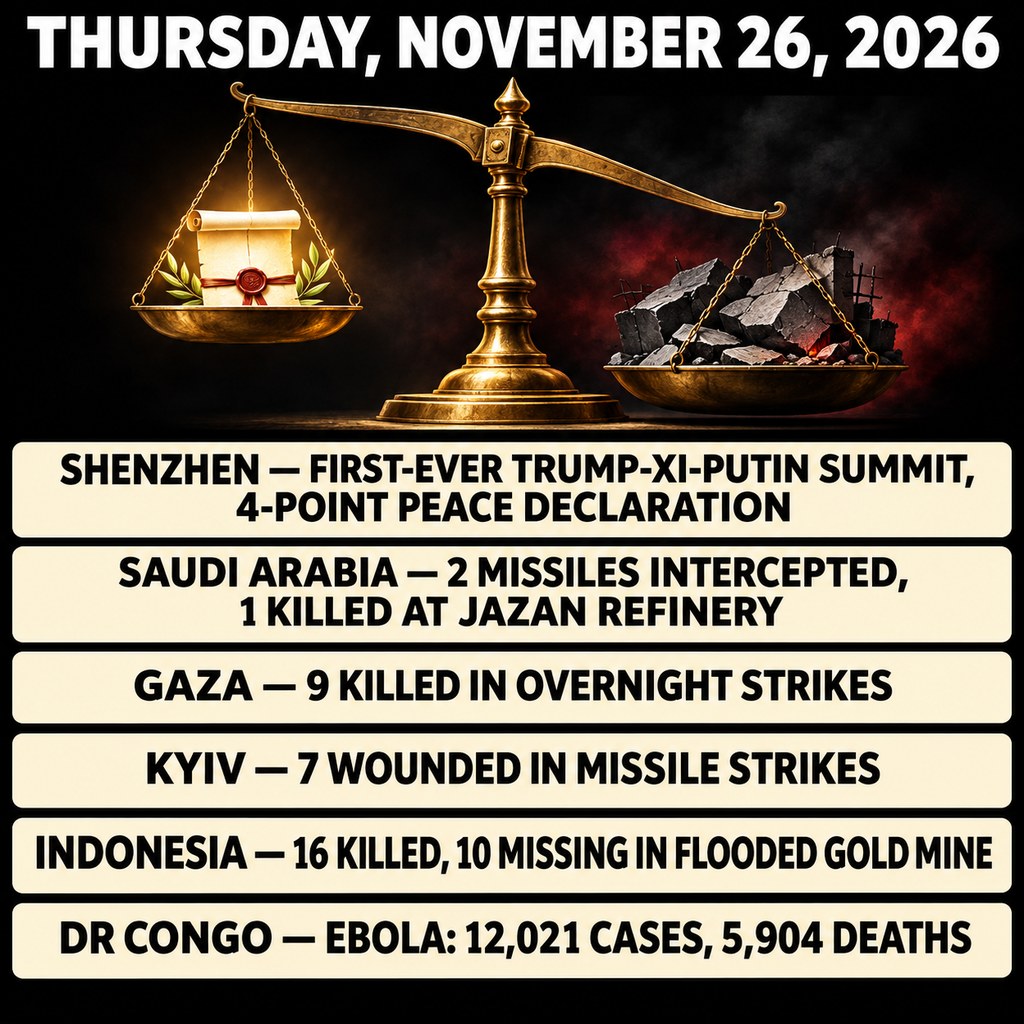 THURSDAY, NOVEMBER 26, 2026
SHENZHEN — FIRST-EVER TRUMP-XI-PUTIN SUMMIT,
4-POINT PEACE DECLARATION
SAUDI ARABIA — 2 MISSILES INTERCEPTED,
1 KILLED AT JAZAN REFINERY
GAZA — 9 KILLED IN OVERNIGHT STRIKES
KYIV — 7 WOUNDED IN MISSILE STRIKES
INDONESIA — 16 KILLED, 10 MISSING IN FLOODED GOLD MINE
DR CONGO — EBOLA: 12,021 CASES, 5,904 DEATHS